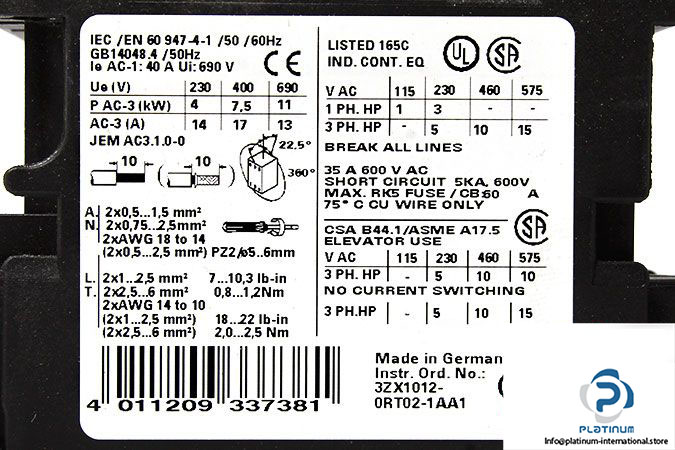 IEC /EN 60 947-4-1 /50 /60Hz
GB14048.4 /50Hz
Ie AC-1: 40 A Ui: 690 V
CE
Ue (V) 230 400 690
P AC-3 (kW) 4 7,5 11
AC-3 (A) 14 17 13
JEM AC3.1.0-0
22,5°
10 10
360°
A. 2x0,5...1,5 mm²
N. 2x0,75...2,5mm²
2xAWG 18 to 14
(2x0,5...2,5 mm²) PZ2/ø5..6mm
L. 2x1...2,5 mm² 7...10,3 lb-in
T. 2x2,5...6 mm² 0,8...1,2Nm
2xAWG 14 to 10
(2x1...2,5 mm²) 18...22 lb-in
(2x2,5...6 mm²) 2,0...2,5 Nm
4 011209 337381
LISTED 165C
IND. CONT. EQ
UL SA
V AC 115 230 460 575
1 PH. HP 1 3 - -
3 PH. HP - 5 10 15
BREAK ALL LINES
35 A 600 V AC
SHORT CIRCUIT 5KA, 600V
MAX. RK5 FUSE / CB:60 A
75° C CU WIRE ONLY
CSA B44.1/ASME A17.5
ELEVATOR USE
SA
V AC 115 230 460 575
3 PH. HP - 5 10 10
NO CURRENT SWITCHING
3 PH.HP - 5 10 15
Made in German
Instr. Ord. No.:
3ZX1012-
0RT02-1AA1
PLATINUM
info@platinum-international.store